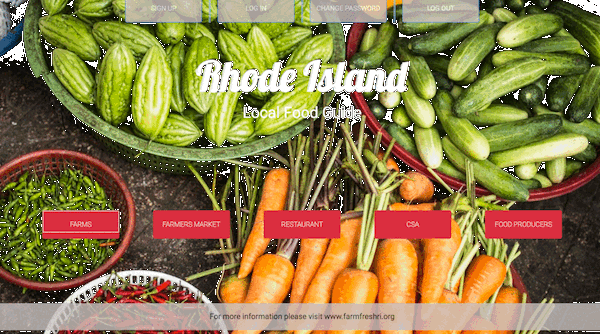 SIGN UP
LOG IN
CHANGE PASSWORD
LOG OUT
Rhode Island
Local Food Guide
FARMS
FARMERS MARKET
RESTAURANT
CSA
FOOD PRODUCERS
For more information please visit www.farmfreshri.org